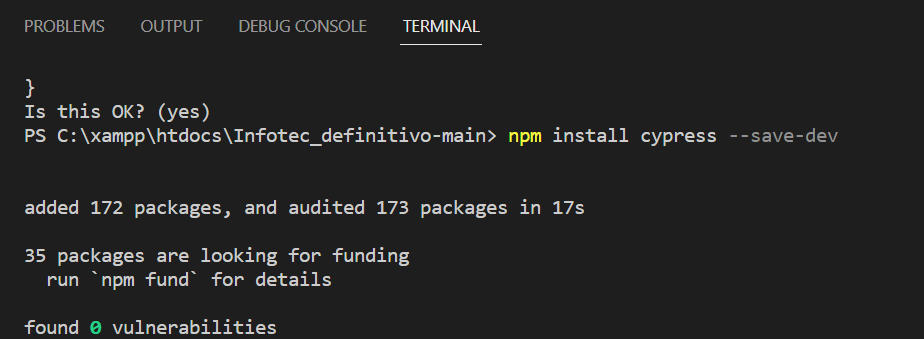 PROBLEMS OUTPUT DEBUG CONSOLE TERMINAL
}
Is this OK? (yes)
PS C:\xampp\htdocs\Infotec_definitivo-main> npm install cypress --save-dev
added 172 packages, and audited 173 packages in 17s
35 packages are looking for funding
run `npm fund` for details
found 0 vulnerabilities